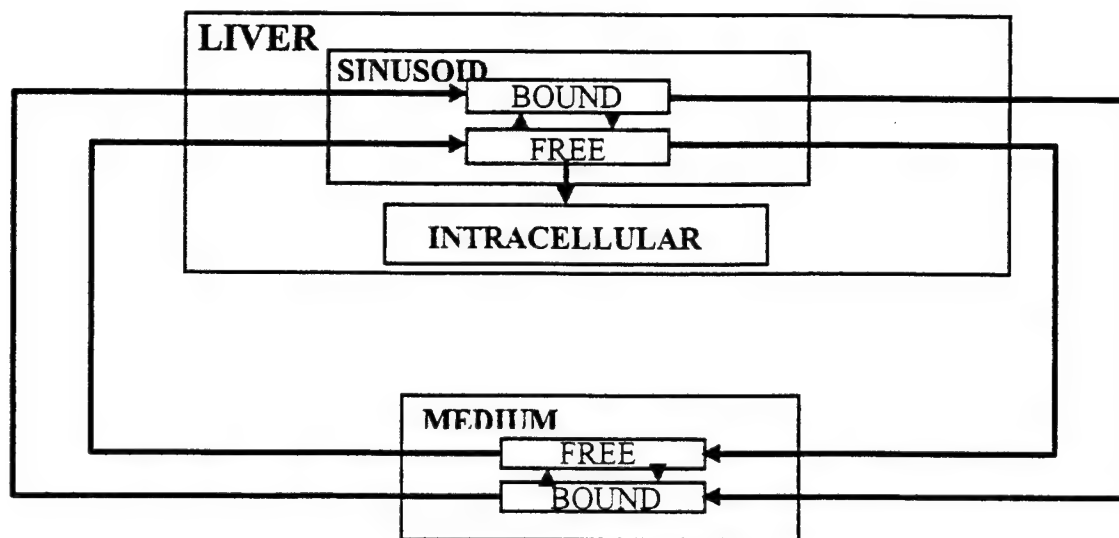 LIVER
SINUSOID
BOUND
FREE
INTRACELLULAR
MEDIUM
FREE
BOUND